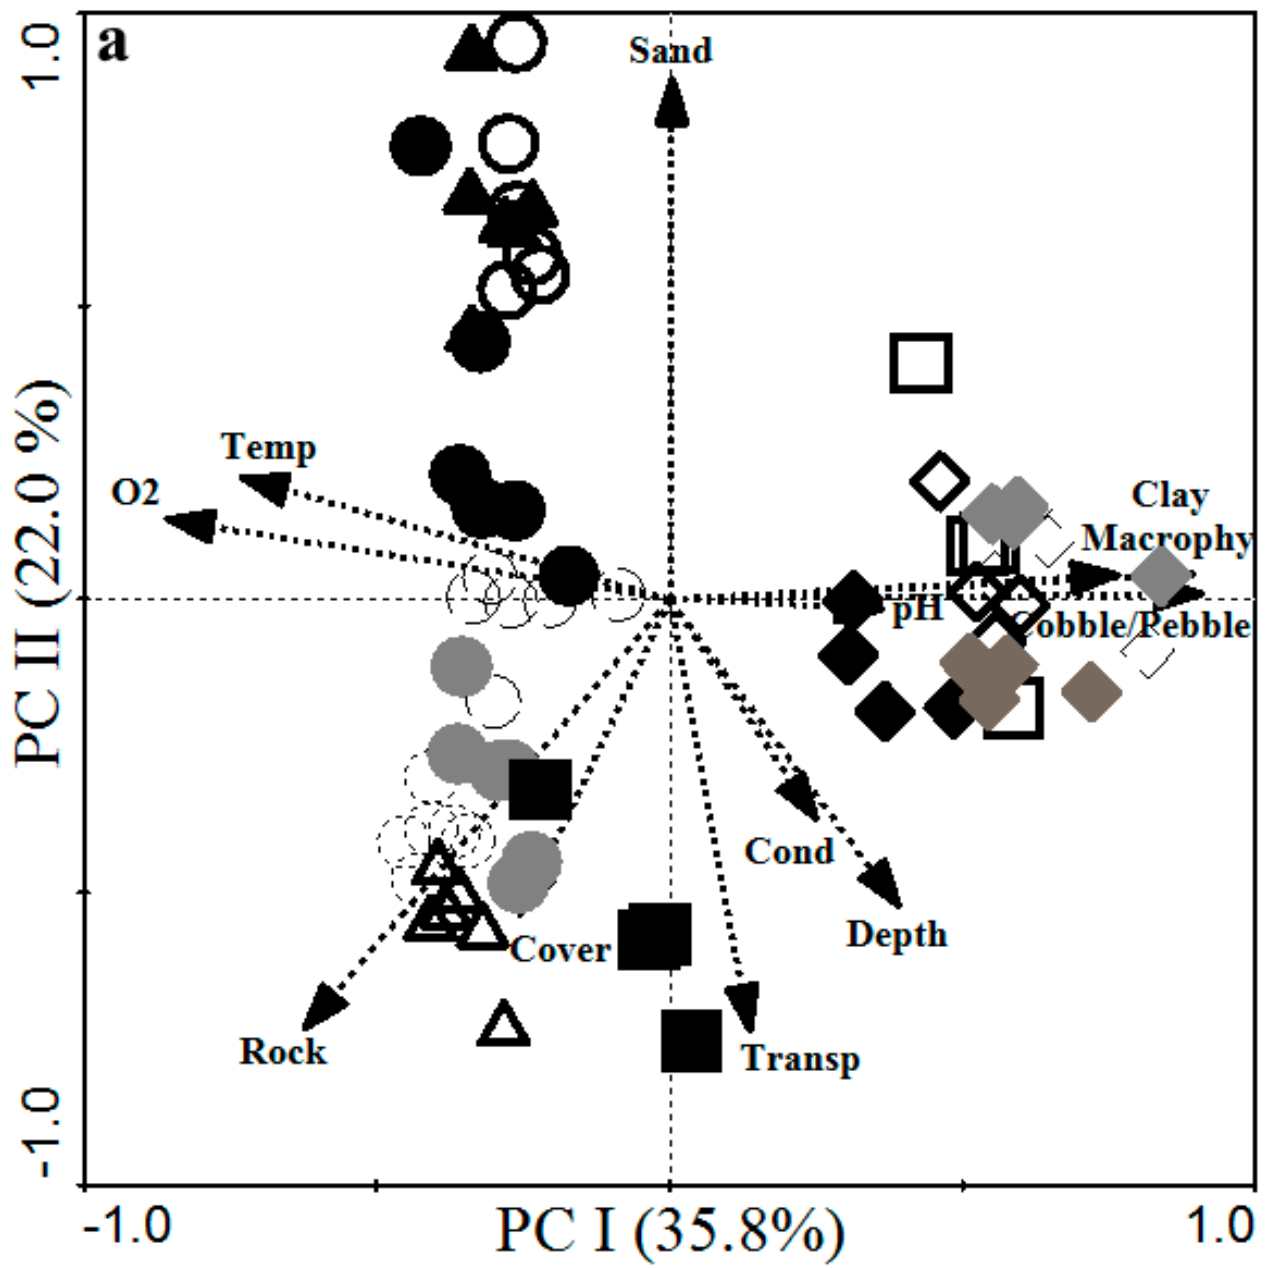 a
1.0
Sand
Temp
O2
Clay
Macrophy
pH
Cobble/Pebble
PC II (22.0 %)
Cond
Depth
Cover
Rock
Transp
-1.0
-1.0
PC I (35.8%)
1.0